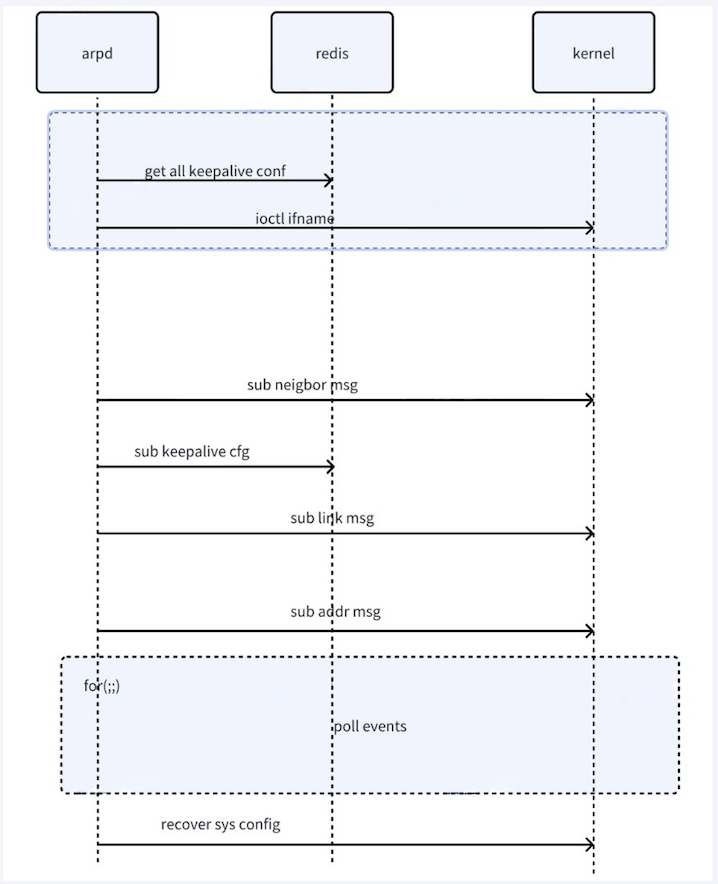 arpd
redis
kernel
get all keepalive conf
ioctl ifname
sub neigbor msg
sub keepalive cfg
sub link msg
sub addr msg
for(;;)
poll events
recover sys config